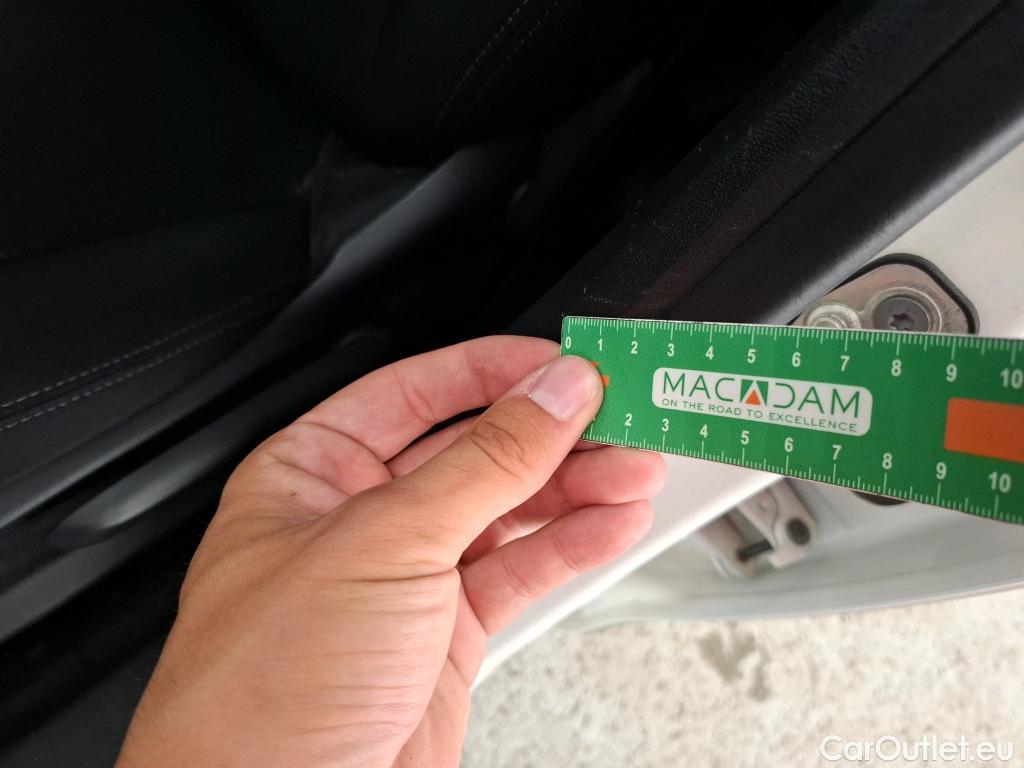 0 1 2 3 4 5 6 7 8 9 10
MACADAM
ON THE ROAD TO EXCELLENCE
2 3 4 5 6 7 8 9 10
CarOutlet.eu